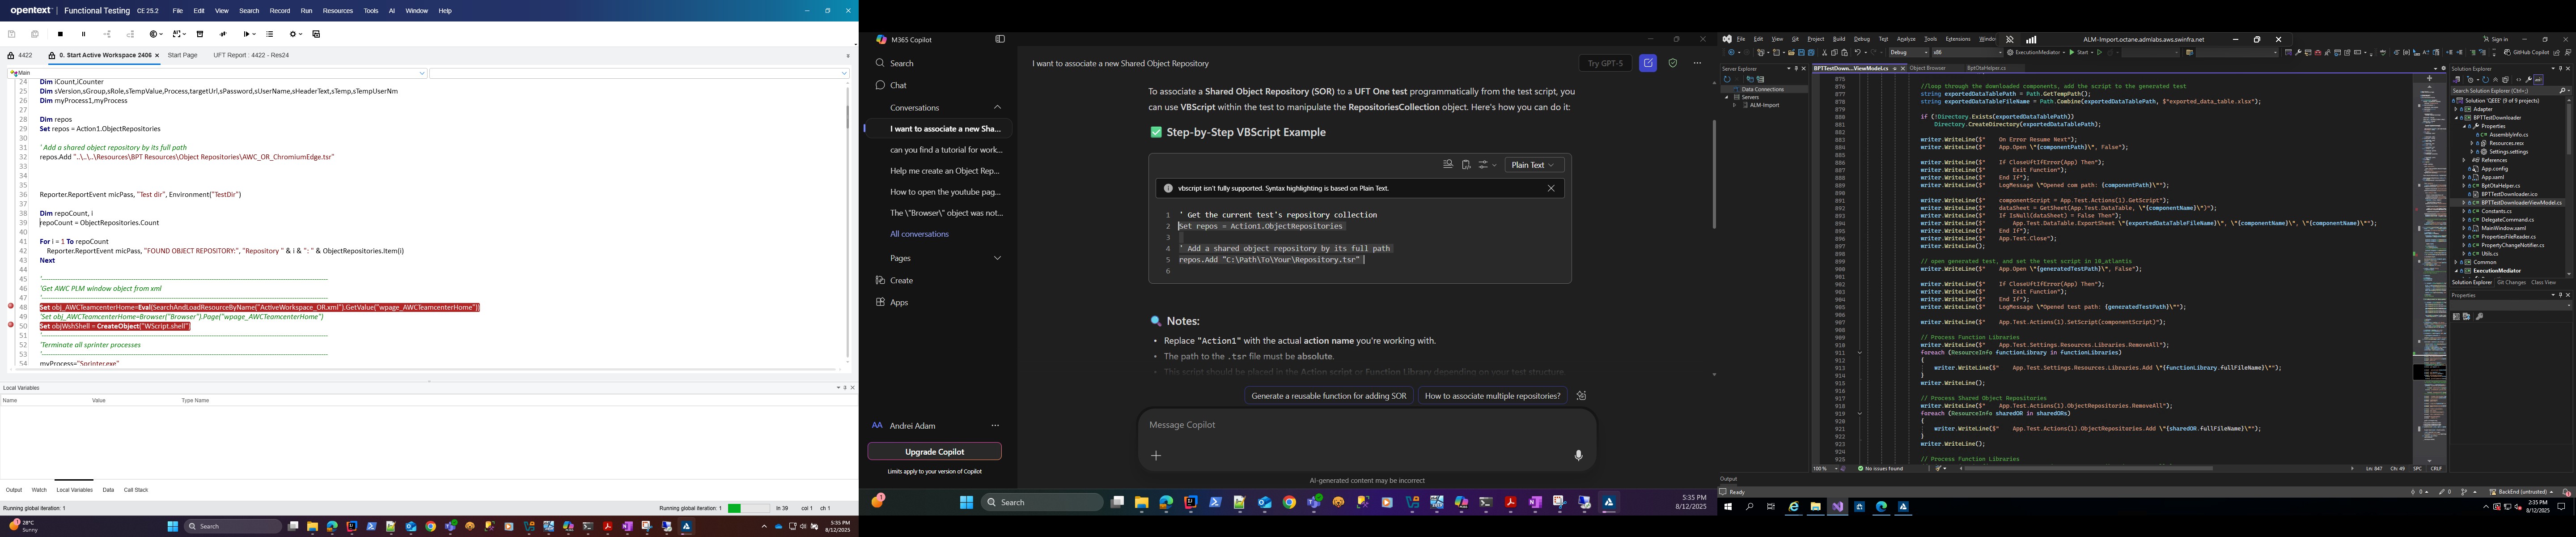 opentext | Functional Testing CE 25.2 File Edit View Search Record Run Resources Tools AI Window Help
4422 0. Start Active Workspace 2406 Start Page UFT Report : 4422 - Res24
Main
24 Dim iCount,iCounter
25 Dim sVersion,sGroup,sRole,sTempValue,Process,targetUrl,sPassword,sUserName,sHeaderText,sTemp,sTempUserNm
26 Dim myProcess1,myProcess
27
28 Dim repos
29 Set repos = Action1.ObjectRepositories
30
31 ' Add a shared object repository by its full path
32 repos.Add "..\..\..\Resources\BPT Resources\Object Repositories\AWC_OR_ChromiumEdge.tsr"
33
34
35
36 Reporter.ReportEvent micPass, "Test dir", Environment("TestDir")
37
38 Dim repoCount, i
39 repoCount = ObjectRepositories.Count
40
41 For i = 1 To repoCount
42 Reporter.ReportEvent micPass, "FOUND OBJECT REPOSITORY:", "Repository " & i & ": " & ObjectRepositories.Item(i)
43 Next
44
45
46 'Get AWC PLM window object from xml
47
48 Set obj_AWCTeamcenterHome=Eval(SearchAndLoadResourceByName("ActiveWorkspace_OR.xml").GetValue("wpage_AWCTeamcenterHome"))
49 'Set obj_AWCTeamcenterHome=Browser("Browser").Page("wpage_AWCTeamcenterHome")
50 Set objWshShell = CreateObject("WScript.shell")
51
52 'Terminate all sprinter processes
53
54 myProcess="Sprinter.exe"
Local Variables
Name Value Type Name
Output Watch Local Variables Data Call Stack
Running global iteration: 1 Running global iteration: 1 ln 39 col 1 ch 1
28°C
Sunny
Search
5:35 PM
8/12/2025
M365 Copilot
Search
Chat
Conversations
I want to associate a new Sha...
can you find a tutorial for work...
Help me create an Object Rep...
How to open the youtube pag...
The \"Browser\" object was not...
All conversations
Pages
Create
Apps
AA Andrei Adam
Upgrade Copilot
Limits apply to your version of Copilot
I want to associate a new Shared Object Repository
Try GPT-5
To associate a Shared Object Repository (SOR) to a UFT One test programmatically from the test script, you
can use VBScript within the test to manipulate the RepositoriesCollection object. Here's how you can do it:
✅ Step-by-Step VBScript Example
Plain Text
vbscript isn't fully supported. Syntax highlighting is based on Plain Text.
1 ' Get the current test's repository collection
2 Set repos = Action1.ObjectRepositories
3
4 ' Add a shared object repository by its full path
5 repos.Add "C:\Path\To\Your\Repository.tsr"
6
🔍 Notes:
• Replace "Action1" with the actual action name you're working with.
• The path to the .tsr file must be absolute.
• This script should be placed in the Action script or Function Library depending on your test structure.
Generate a reusable function for adding SOR How to associate multiple repositories?
Message Copilot
AI-generated content may be incorrect
Search
5:35 PM
8/12/2025
File Edit View Git Project Build Debug Test Analyze Tools Extensions Window
ALM-Import.octane.admlabs.aws.swinfra.net
Sign in
Debug x86 ExecutionMediator Start GitHub Copilot
Server Explorer
Data Connections
Servers
ALM-Import
BPTTestDown...ViewModel.cs Object Browser BptOtaHelper.cs
875
876 //loop through the downloaded components, add the script to the generated test
877 string exportedDataTablePath = Path.GetTempPath();
878 string exportedDataTableFileName = Path.Combine(exportedDataTablePath, $"exported_data_table.xlsx");
879
880 if (!Directory.Exists(exportedDataTablePath))
881 Directory.CreateDirectory(exportedDataTablePath);
882
883 writer.WriteLine($" On Error Resume Next");
884 writer.WriteLine($" App.Open \"{componentPath}\", False");
885
886 writer.WriteLine($" If CloseUftIfError(App) Then");
887 writer.WriteLine($" Exit Function");
888 writer.WriteLine($" End If");
889 writer.WriteLine($" LogMessage \"Opened com path: {componentPath}\"");
890
891 writer.WriteLine($" componentScript = App.Test.Actions(1).GetScript");
892 writer.WriteLine($" dataSheet = GetSheet(App.Test.DataTable, \"{componentName}\")");
893 writer.WriteLine($" If IsNull(dataSheet) = False Then");
894 writer.WriteLine($" App.Test.DataTable.ExportSheet \"{exportedDataTableFileName}\", \"{componentName}\", \"{componentName}\"");
895 writer.WriteLine($" End If");
896 writer.WriteLine($" App.Test.Close");
897 writer.WriteLine();
898
899 // open generated test, and set the test script in 10_atlantis
900 writer.WriteLine($" App.Open \"{generatedTestPath}\", False");
901
902 writer.WriteLine($" If CloseUftIfError(App) Then");
903 writer.WriteLine($" Exit Function");
904 writer.WriteLine($" End If");
905 writer.WriteLine($" LogMessage \"Opened test path: {generatedTestPath}\"");
906
907 writer.WriteLine($" App.Test.Actions(1).SetScript(componentScript)");
908
909 // Process Function Libraries
910 writer.WriteLine($" App.Test.Settings.Resources.Libraries.RemoveAll");
911 foreach (ResourceInfo functionLibrary in functionLibraries)
912 {
913 writer.WriteLine($" App.Test.Settings.Resources.Libraries.Add \"{functionLibrary.fullFileName}\"");
914 }
915 writer.WriteLine();
916
917 // Process Shared Object Repositories
918 writer.WriteLine($" App.Test.Actions(1).ObjectRepositories.RemoveAll");
919 foreach (ResourceInfo sharedOR in sharedORs)
920 {
921 writer.WriteLine($" App.Test.Actions(1).ObjectRepositories.Add \"{sharedOR.fullFileName}\"");
922 }
923 writer.WriteLine();
924
925 // Process Function Libraries
100 % No issues found Ln: 847 Ch: 49 SPC CRLF
Output
Ready BackEnd (untrusted)
Solution Explorer
Search Solution Explorer (Ctrl+;)
Solution 'QEEE' (9 of 9 projects)
Adapter
BPTTestDownloader
Properties
AssemblyInfo.cs
Resources.resx
Settings.settings
References
App.config
App.xaml
BptOtaHelper.cs
BPTTestDownloader.ico
BPTTestDownloaderViewModel.cs
Constants.cs
DelegateCommand.cs
MainWindow.xaml
PropertiesFileReader.cs
PropertyChangeNotifier.cs
Utils.cs
Common
ExecutionMediator
Solution Explorer Git Changes Class View
Properties
2:35 PM
8/12/2025